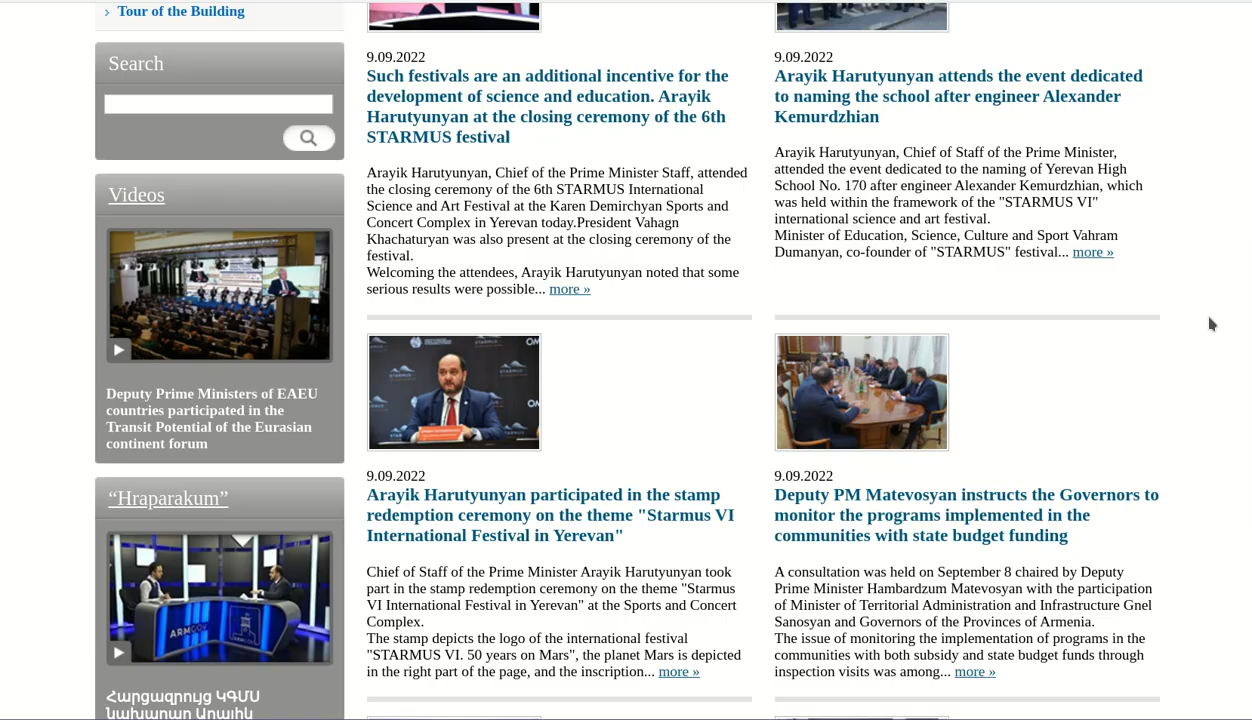 Tour of the Building
Search
Videos
Deputy Prime Ministers of EAEU
countries participated in the
Transit Potential of the Eurasian
continent forum
“Hraparakum”
ARMGOV
Հարցազրույց ԿԳՄՍ
նախարար Արայիկ
9.09.2022
Such festivals are an additional incentive for the
development of science and education. Arayik
Harutyunyan at the closing ceremony of the 6th
STARMUS festival
Arayik Harutyunyan, Chief of the Prime Minister Staff, attended
the closing ceremony of the 6th STARMUS International
Science and Art Festival at the Karen Demirchyan Sports and
Concert Complex in Yerevan today.President Vahagn
Khachaturyan was also present at the closing ceremony of the
festival.
Welcoming the attendees, Arayik Harutyunyan noted that some
serious results were possible... more »
9.09.2022
Arayik Harutyunyan attends the event dedicated
to naming the school after engineer Alexander
Kemurdzhian
Arayik Harutyunyan, Chief of Staff of the Prime Minister,
attended the event dedicated to the naming of Yerevan High
School No. 170 after engineer Alexander Kemurdzhian, which
was held within the framework of the "STARMUS VI"
international science and art festival.
Minister of Education, Science, Culture and Sport Vahram
Dumanyan, co-founder of "STARMUS" festival... more »
STARMUS
9.09.2022
Arayik Harutyunyan participated in the stamp
redemption ceremony on the theme "Starmus VI
International Festival in Yerevan"
Chief of Staff of the Prime Minister Arayik Harutyunyan took
part in the stamp redemption ceremony on the theme "Starmus
VI International Festival in Yerevan" at the Sports and Concert
Complex.
The stamp depicts the logo of the international festival
"STARMUS VI. 50 years on Mars", the planet Mars is depicted
in the right part of the page, and the inscription... more »
9.09.2022
Deputy PM Matevosyan instructs the Governors to
monitor the programs implemented in the
communities with state budget funding
A consultation was held on September 8 chaired by Deputy
Prime Minister Hambardzum Matevosyan with the participation
of Minister of Territorial Administration and Infrastructure Gnel
Sanosyan and Governors of the Provinces of Armenia.
The issue of monitoring the implementation of programs in the
communities with both subsidy and state budget funds through
inspection visits was among... more »